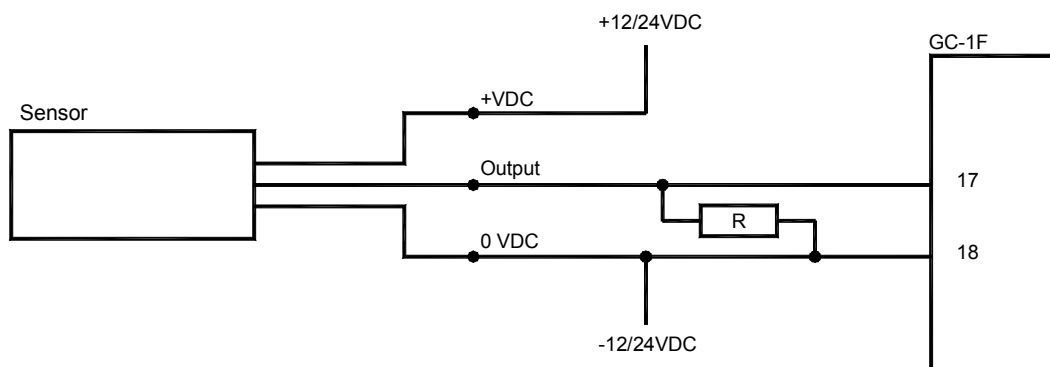 +12/24VDC
GC-1F
+VDC
Sensor
Output
17
R
0 VDC
18
-12/24VDC